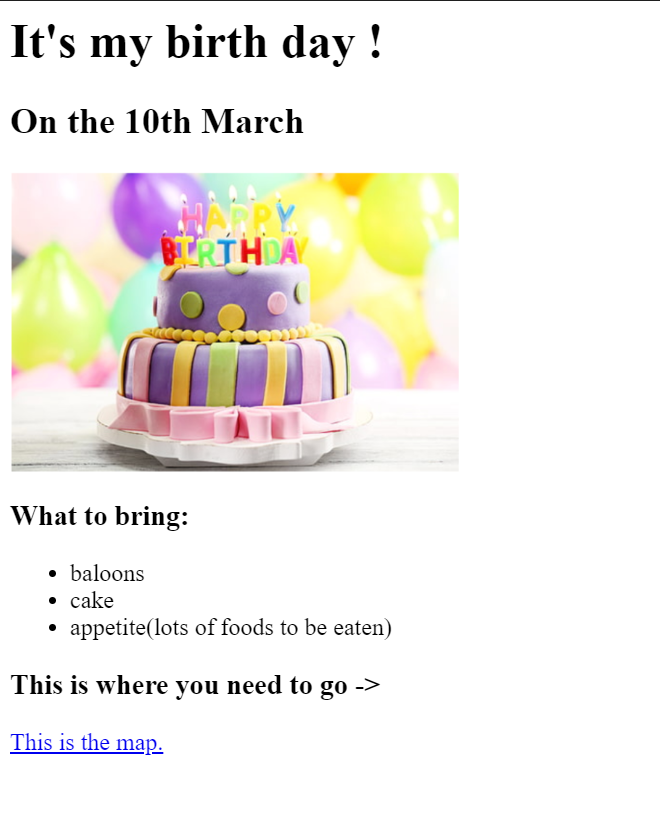 It's my birth day !
On the 10th March
HAPPY
BIRTHDAY
What to bring:
baloons
cake
appetite(lots of foods to be eaten)
This is where you need to go ->
This is the map.